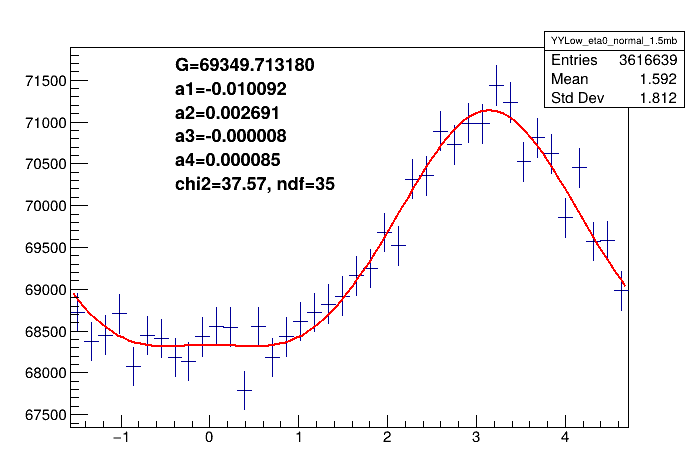 YYLow_eta0_normal_1.5mb
Entries 3616639
Mean 1.592
Std Dev 1.812
G=69349.713180
a1=-0.010092
a2=0.002691
a3=-0.000008
a4=0.000085
chi2=37.57, ndf=35
71500
71000
70500
70000
69500
69000
68500
68000
67500
−1 0 1 2 3 4